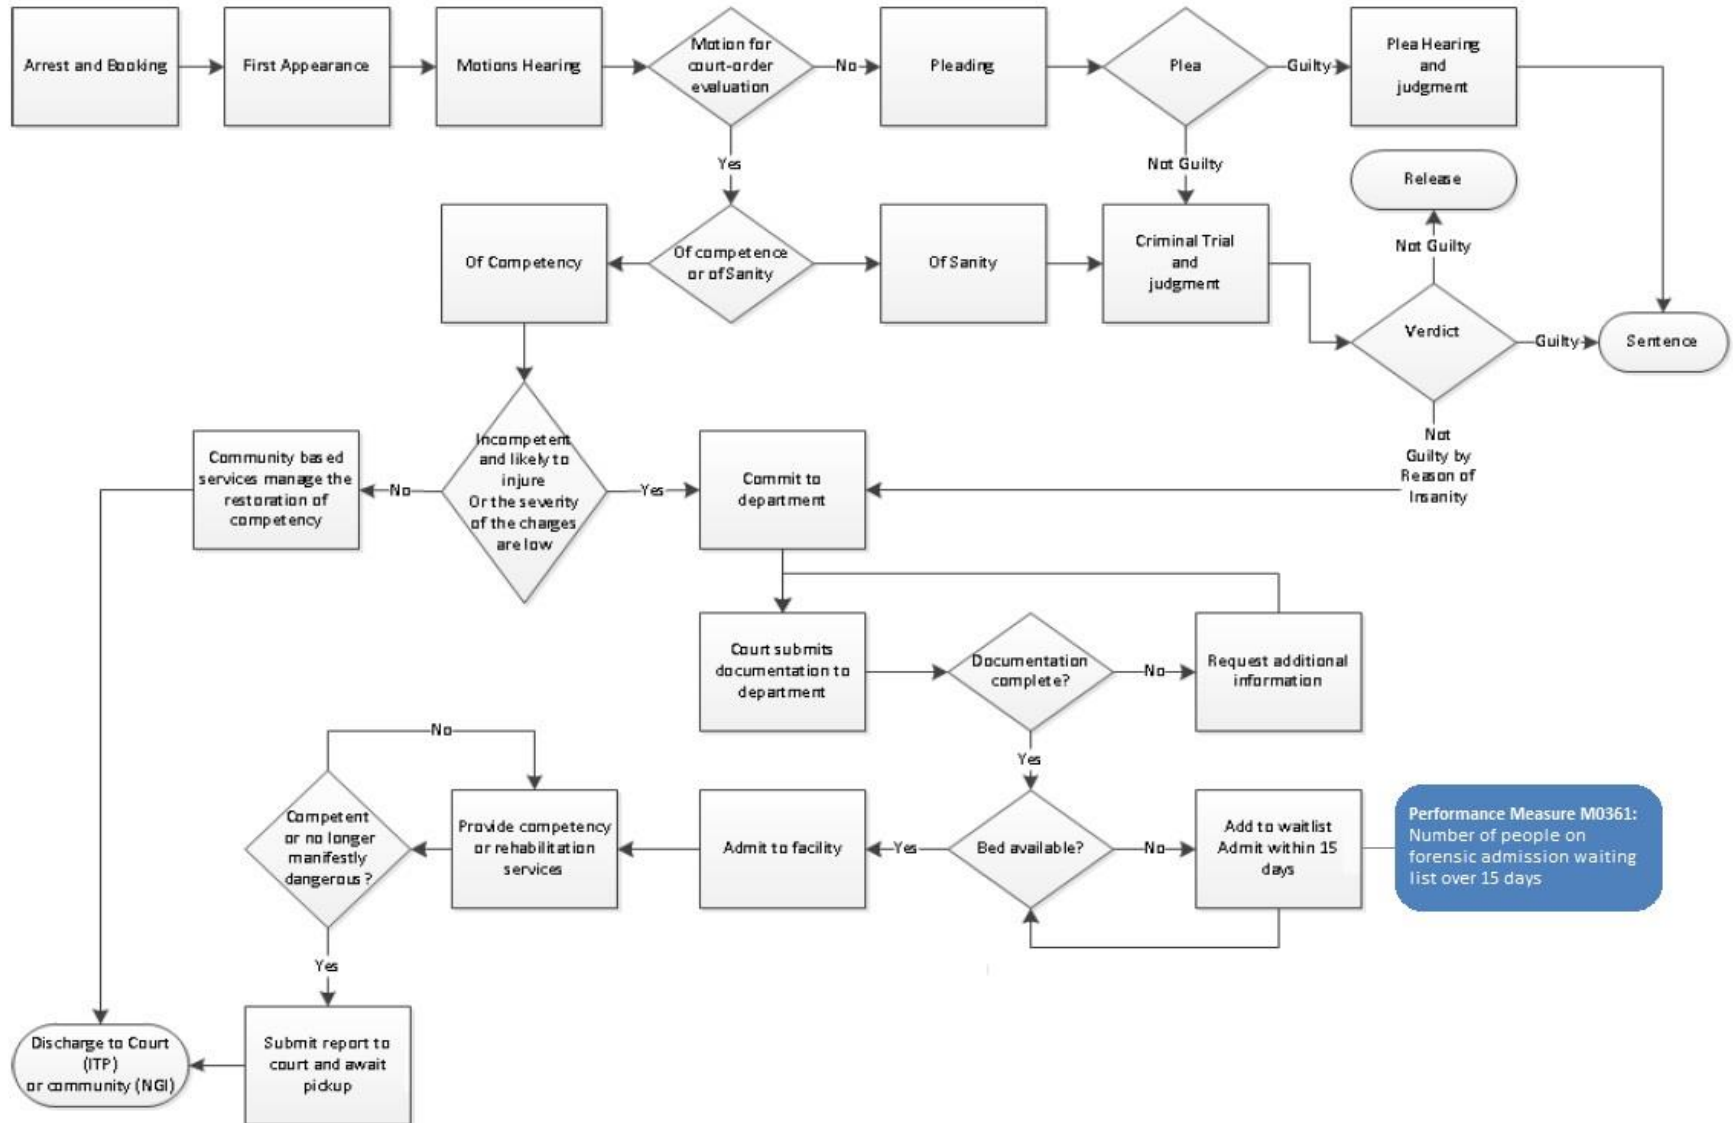 Arrest and Booking
First Appearance
Motions Hearing
Motion for
court-order
evaluation
No
Pleading
Plea
Guilty
Plea Hearing
and
judgment
Yes
Not Guilty
Release
Of Competency
Of competence
or of Sanity
Of Sanity
Criminal Trial
and
judgment
Not Guilty
Verdict
Guilty
Sentence
Not
Guilty by
Reason of
Insanity
Community based
services manage the
restoration of
competency
No
Incompetent
and likely to
injure
Or the severity
of the charges
are low
Yes
Commit to
department
Court submits
documentation to
department
Documentation
complete?
No
Request additional
information
Yes
No
Competent
or no longer
manifestly
dangerous?
Provide competency
or rehabilitation
services
Admit to facility
Yes
Bed available?
No
Add to waitlist
Admit within 15
days
Performance Measure M0361:
Number of people on
forensic admission waiting
list over 15 days
Yes
Discharge to Court
(ITP)
or community (NGI)
Submit report to
court and await
pickup